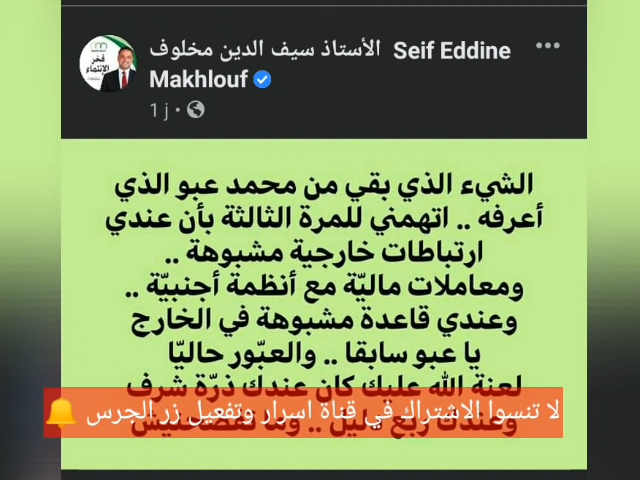 الأستاذ سيف الدين مخلوف Seif Eddine
Makhlouf
1 j
فخر
الإنتماء
الشيء الذي بقي من محمد عبو الذي
أعرفه .. اتهمني للمرة الثالثة بأن عندي
ارتباطات خارجية مشبوهة ..
ومعاملات ماليّة مع أنظمة أجنبيّة ..
وعندي قاعدة مشبوهة في الخارج
يا عبو سابقا .. والعبّور حاليّا
لعنة الله عليك كان عندك ذرّة شرف
لا تنسوا الاشتراك في قناة اسرار وتفعيل زر الجرس